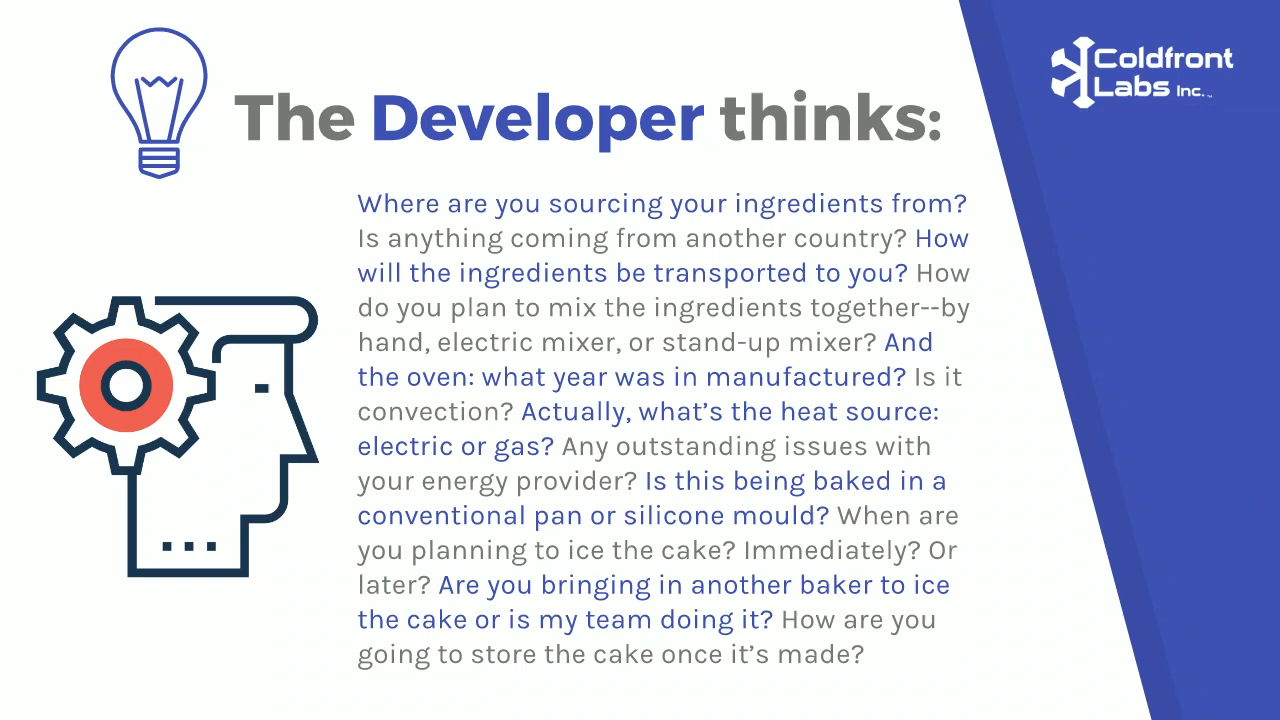 The Developer thinks:
Coldfront
Labs Inc.™
Where are you sourcing your ingredients from?
Is anything coming from another country? How
will the ingredients be transported to you? How
do you plan to mix the ingredients together--by
hand, electric mixer, or stand-up mixer? And
the oven: what year was in manufactured? Is it
convection? Actually, what’s the heat source:
electric or gas? Any outstanding issues with
your energy provider? Is this being baked in a
conventional pan or silicone mould? When are
you planning to ice the cake? Immediately? Or
later? Are you bringing in another baker to ice
the cake or is my team doing it? How are you
going to store the cake once it’s made?